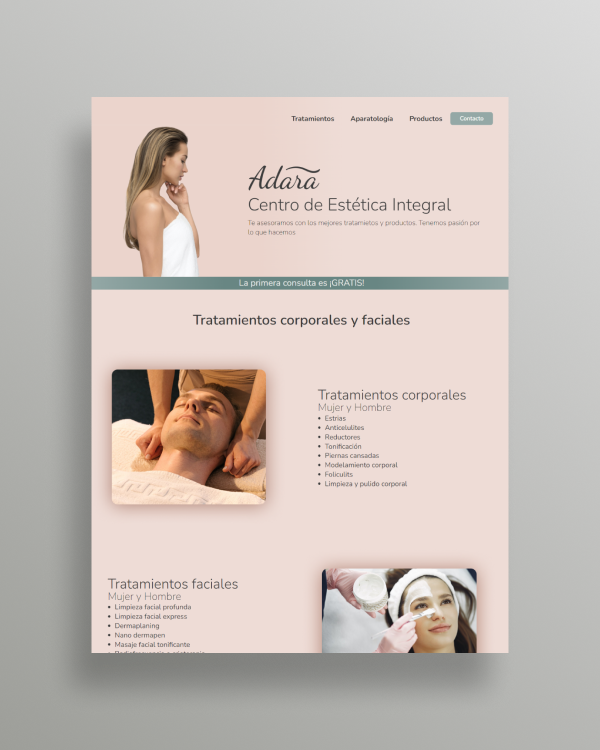 Tratamientos Aparatología Productos Contacto
Adara
Centro de Estética Integral
Te asesoramos con los mejores tratamientos y productos. Tenemos pasión por
lo que hacemos
La primera consulta es ¡GRATIS!
Tratamientos corporales y faciales
Tratamientos corporales
Mujer y Hombre
Estrias
Anticelulites
Reductores
Tonificación
Piernas cansadas
Modelamiento corporal
Foliculits
Limpieza y pulido corporal
Tratamientos faciales
Mujer y Hombre
Limpieza facial profunda
Limpieza facial express
Dermaplaning
Nano dermapen
Masaje facial tonificante